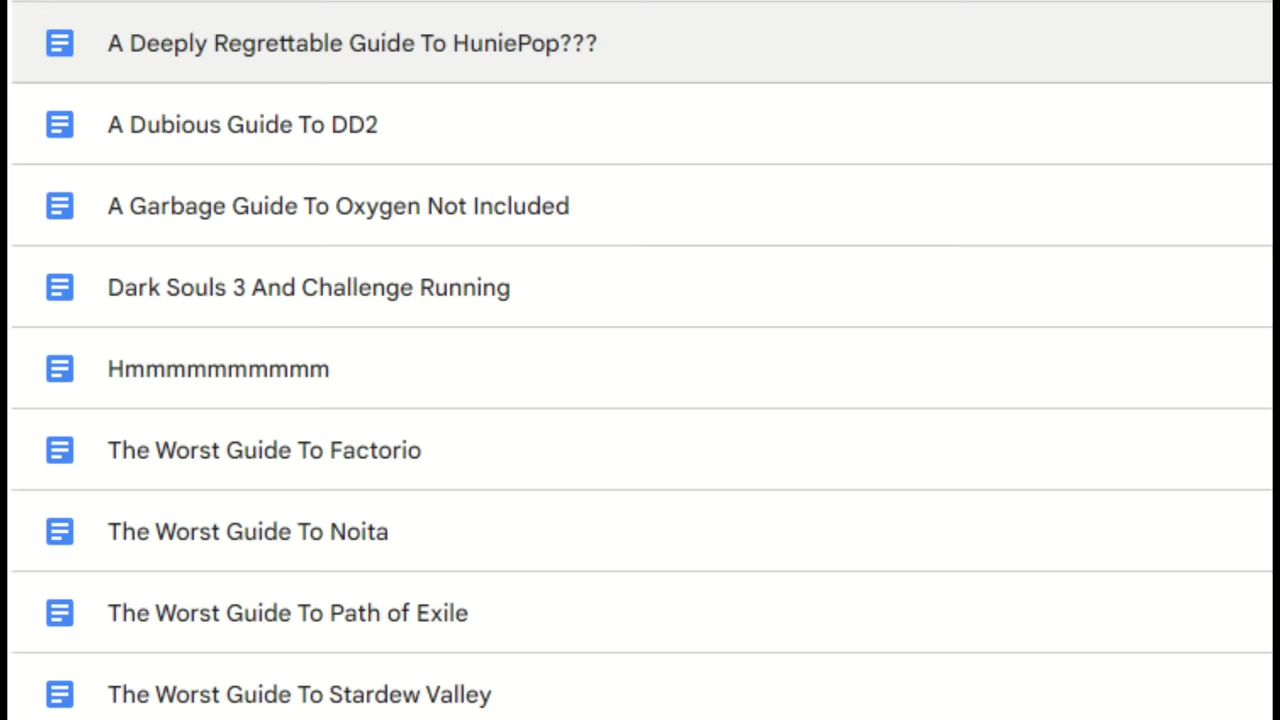 A Deeply Regrettable Guide To HuniePop???
A Dubious Guide To DD2
A Garbage Guide To Oxygen Not Included
Dark Souls 3 And Challenge Running
Hmmmmmmmmmm
The Worst Guide To Factorio
The Worst Guide To Noita
The Worst Guide To Path of Exile
The Worst Guide To Stardew Valley